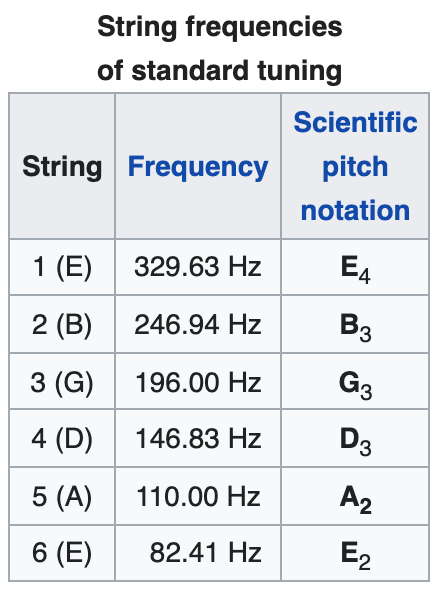 String frequencies
of standard tuning
String Frequency Scientific pitch notation
1 (E) 329.63 Hz E₄
2 (B) 246.94 Hz B₃
3 (G) 196.00 Hz G₃
4 (D) 146.83 Hz D₃
5 (A) 110.00 Hz A₂
6 (E) 82.41 Hz E₂